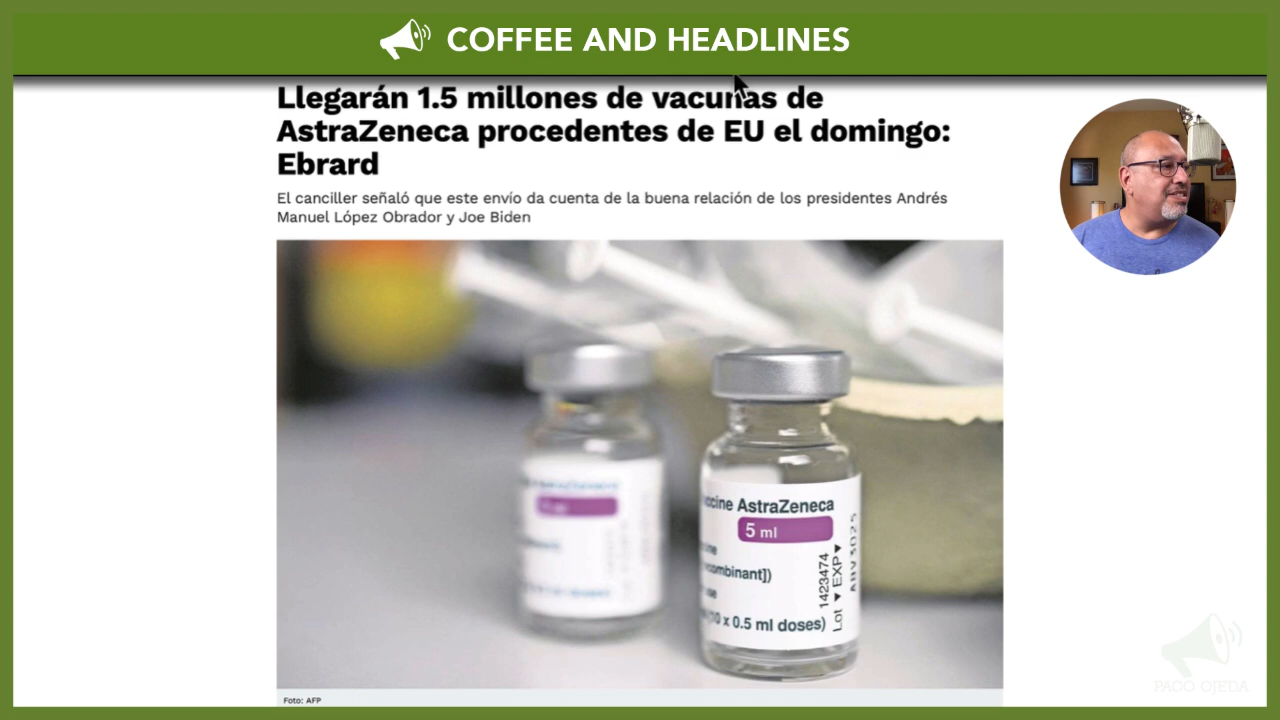 COFFEE AND HEADLINES
Llegarán 1.5 millones de vacunas de
AstraZeneca procedentes de EU el domingo:
Ebrard
El canciller señaló que este envío da cuenta de la buena relación de los presidentes Andrés
Manuel López Obrador y Joe Biden
AstraZeneca
5 ml
(10 x 0.5 ml doses)
1423474
Lot ▼ EXP▼
Foto: AFP
PACO OJEDA